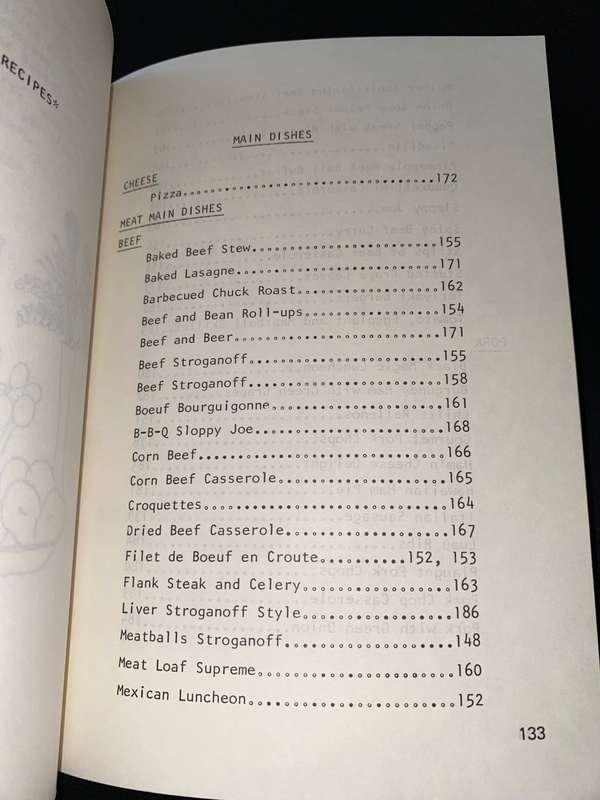 RECIPES*
MAIN DISHES
CHEESE
Pizza........................................172
MEAT MAIN DISHES
BEEF
Baked Beef Stew..........................155
Baked Lasagne............................171
Barbecued Chuck Roast....................162
Beef and Bean Roll-ups...................154
Beef and Beer............................171
Beef Stroganoff..........................155
Beef Stroganoff..........................158
Boeuf Bourguigonne.......................161
B-B-Q Sloppy Joe.........................168
Corn Beef................................166
Corn Beef Casserole......................165
Croquettes...............................164
Dried Beef Casserole.....................167
Filet de Boeuf en Croute..........152, 153
Flank Steak and Celery...................163
Liver Stroganoff Style...................186
Meatballs Stroganoff.....................148
Meat Loaf Supreme........................160
Mexican Luncheon.........................152
133